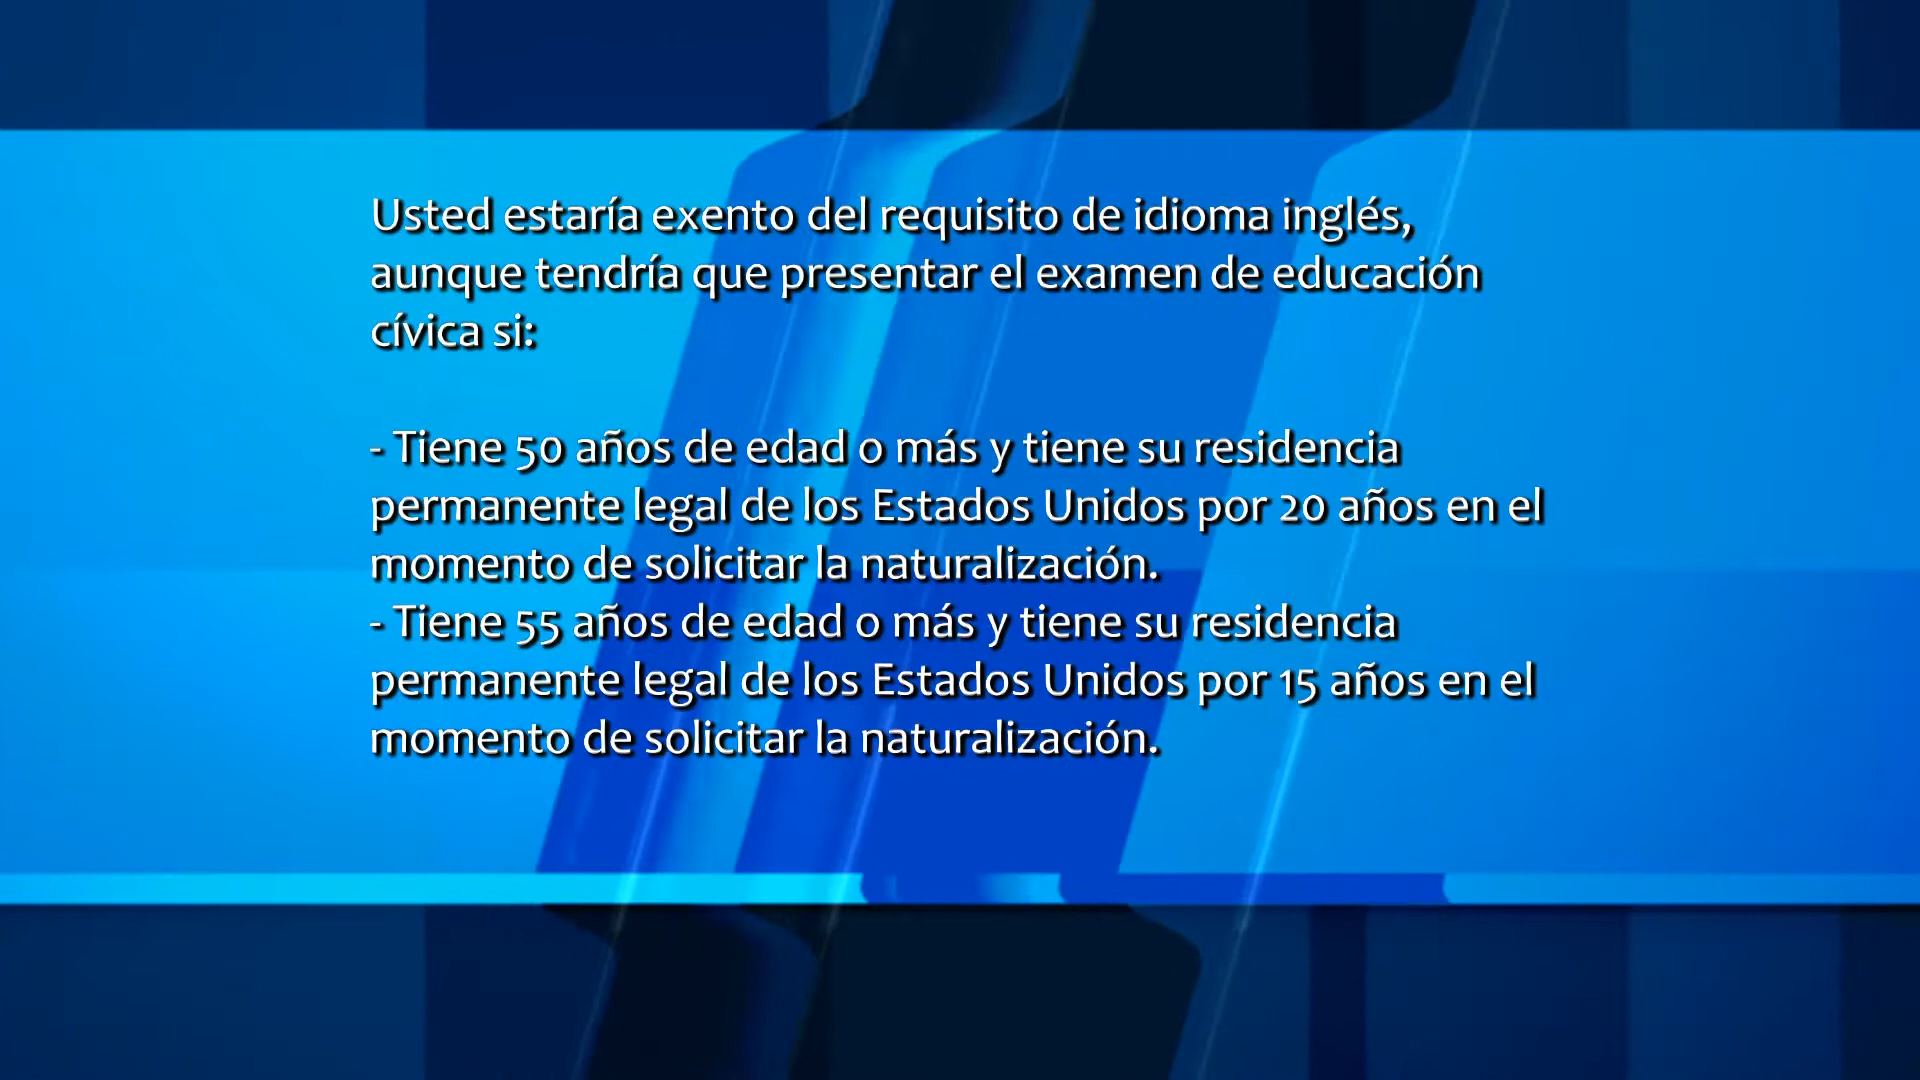 Usted estaría exento del requisito de idioma inglés,
aunque tendría que presentar el examen de educación
cívica si:
- Tiene 50 años de edad o más y tiene su residencia
permanente legal de los Estados Unidos por 20 años en el
momento de solicitar la naturalización.
- Tiene 55 años de edad o más y tiene su residencia
permanente legal de los Estados Unidos por 15 años en el
momento de solicitar la naturalización.